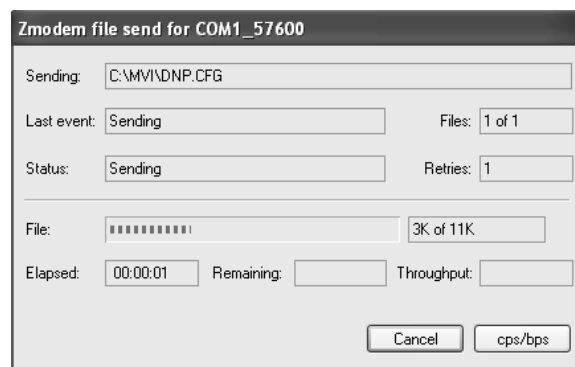 Zmodem file send for COM1_57600
Sending: C:\MVI\DNP.CFG
Last event: Sending Files: 1 of 1
Status: Sending Retries: 1
File: 3K of 11K
Elapsed: 00:00:01 Remaining: Throughput:
Cancel cps/bps